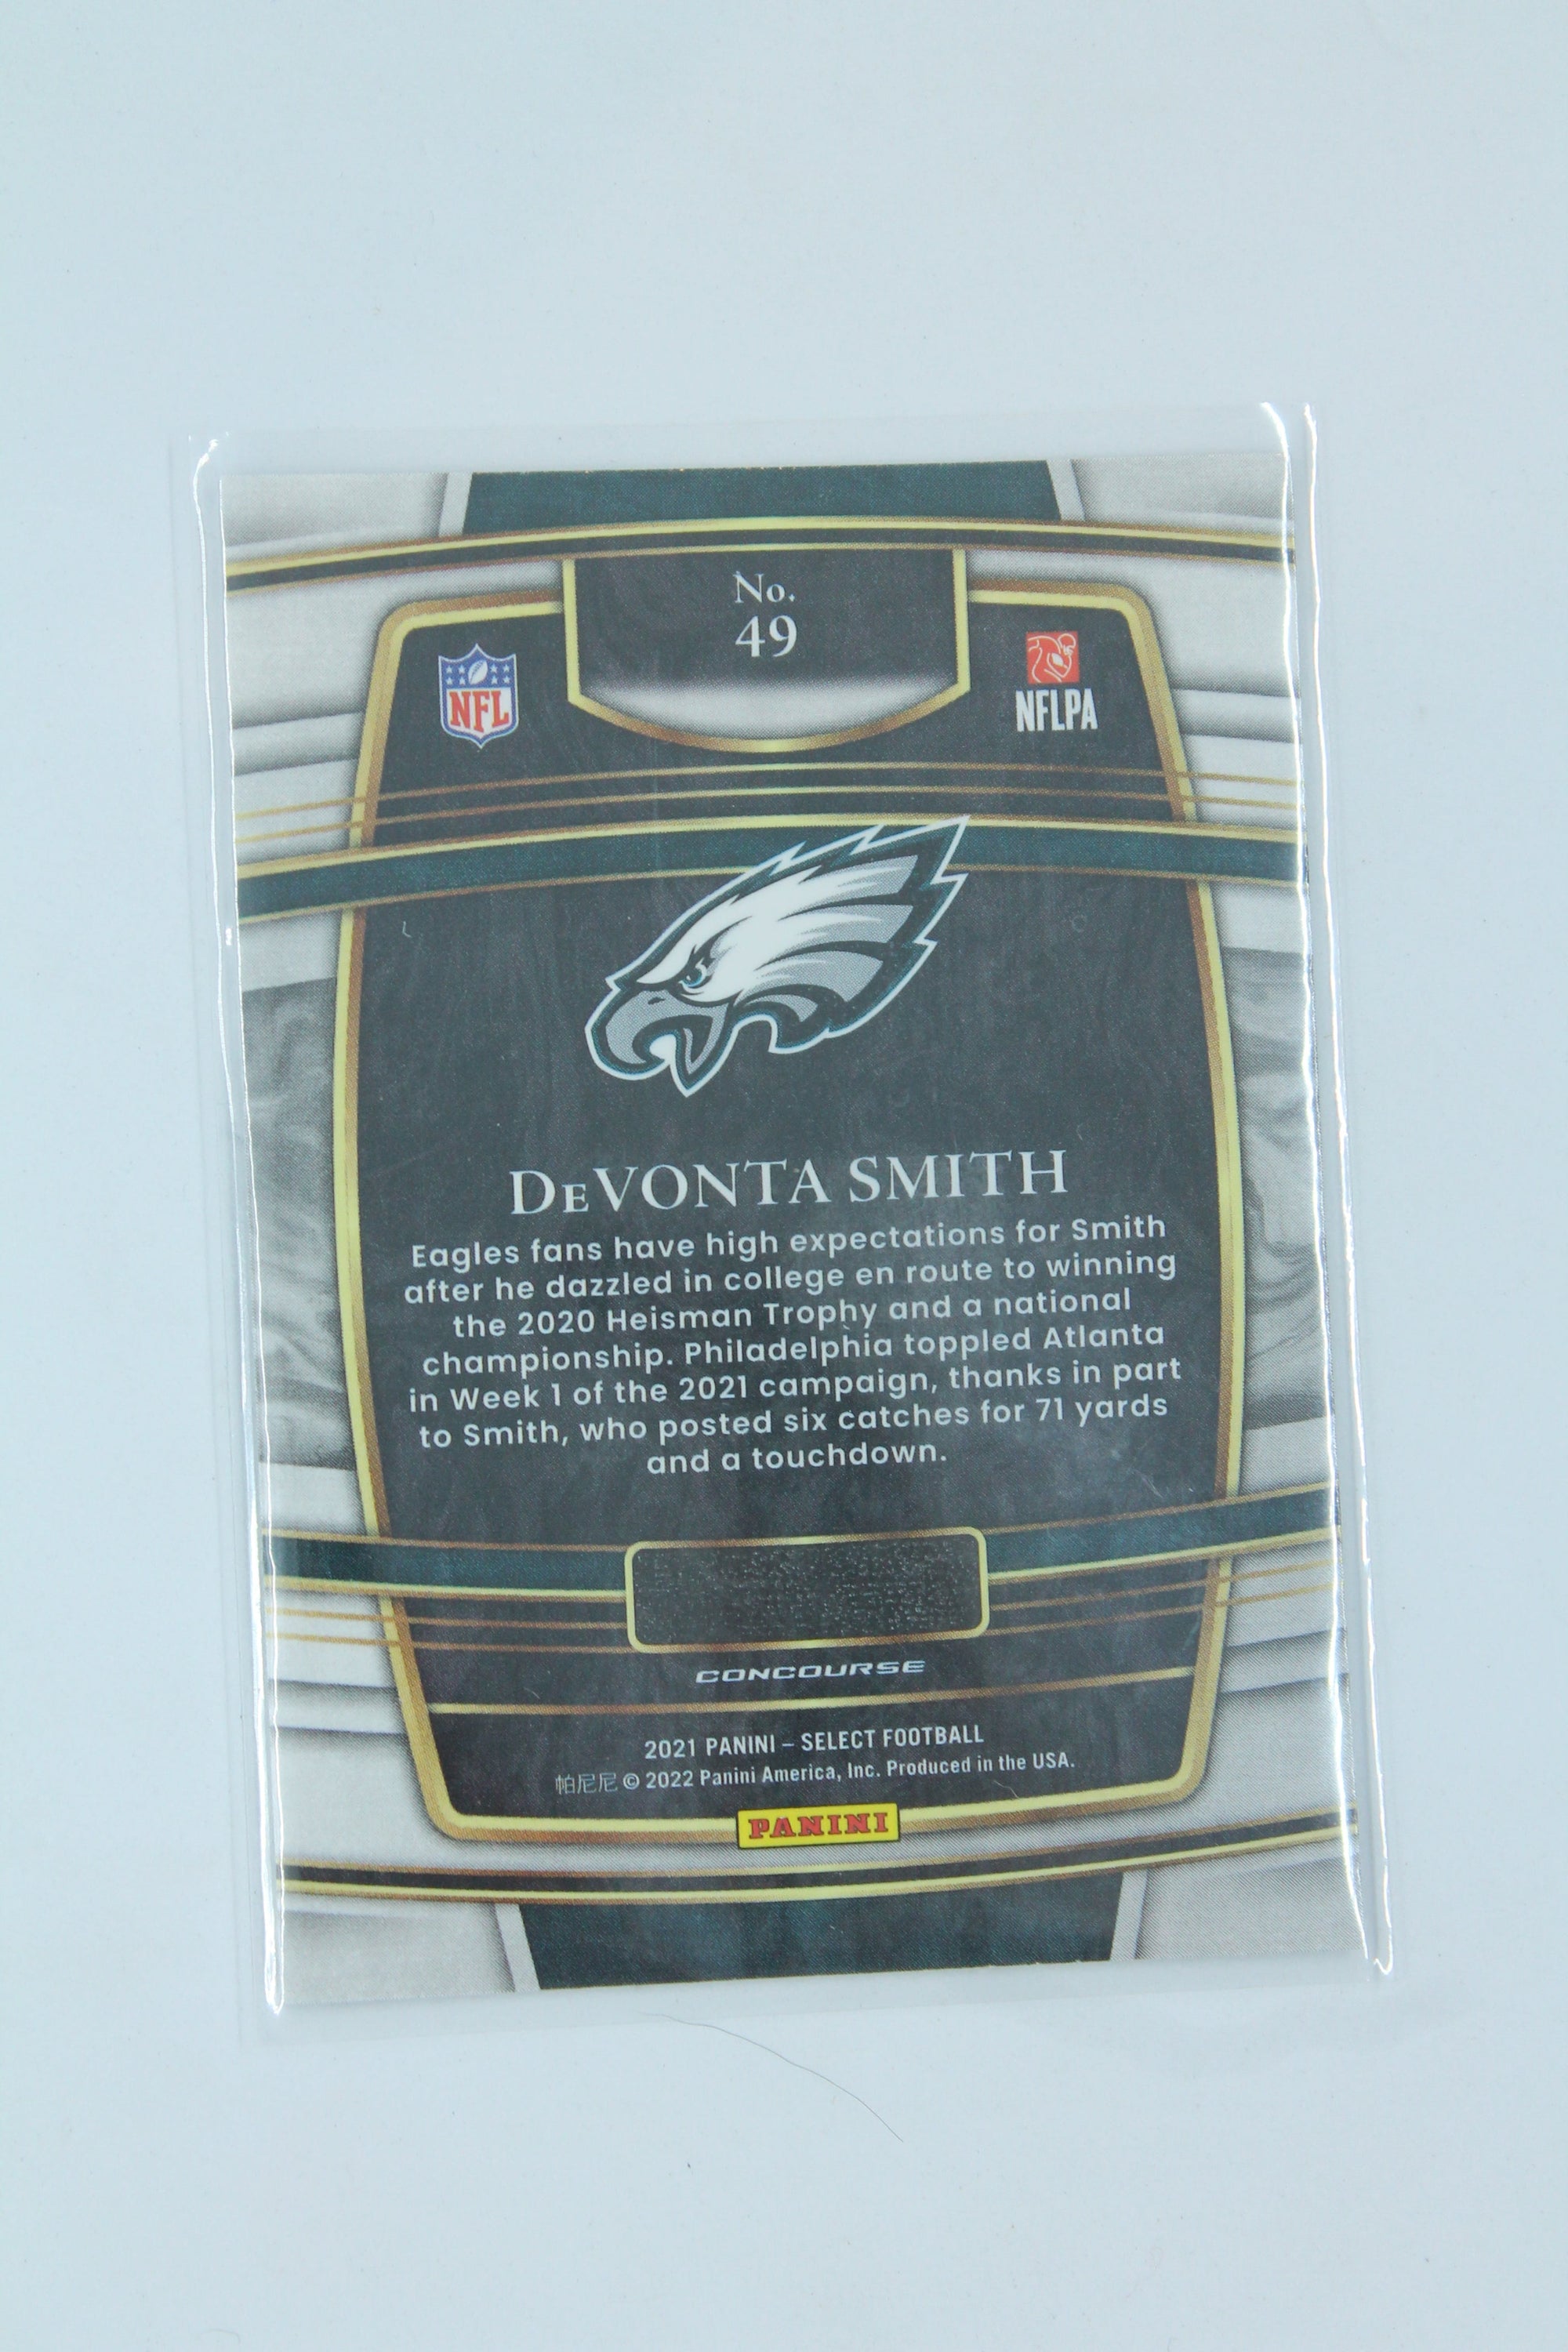 No.
49
NFL
NFLPA
DeVONTA SMITH
Eagles fans have high expectations for Smith
after he dazzled in college en route to winning
the 2020 Heisman Trophy and a national
championship. Philadelphia toppled Atlanta
in Week 1 of the 2021 campaign, thanks in part
to Smith, who posted six catches for 71 yards
and a touchdown.
CONCOURSE
2021 PANINI – SELECT FOOTBALL
帕尼尼 © 2022 Panini America, Inc. Produced in the USA.
PANINI